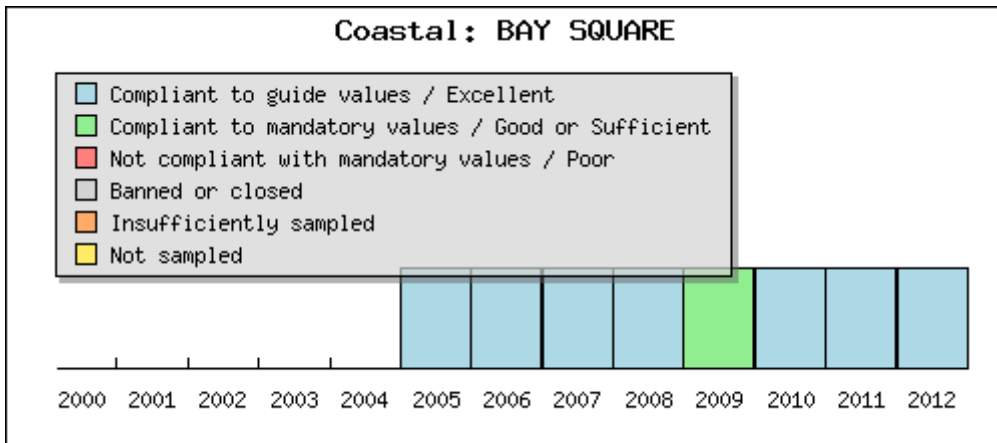 Coastal: BAY SQUARE
Compliant to guide values / Excellent
Compliant to mandatory values / Good or Sufficient
Not compliant with mandatory values / Poor
Banned or closed
Insufficiently sampled
Not sampled
2000 2001 2002 2003 2004 2005 2006 2007 2008 2009 2010 2011 2012